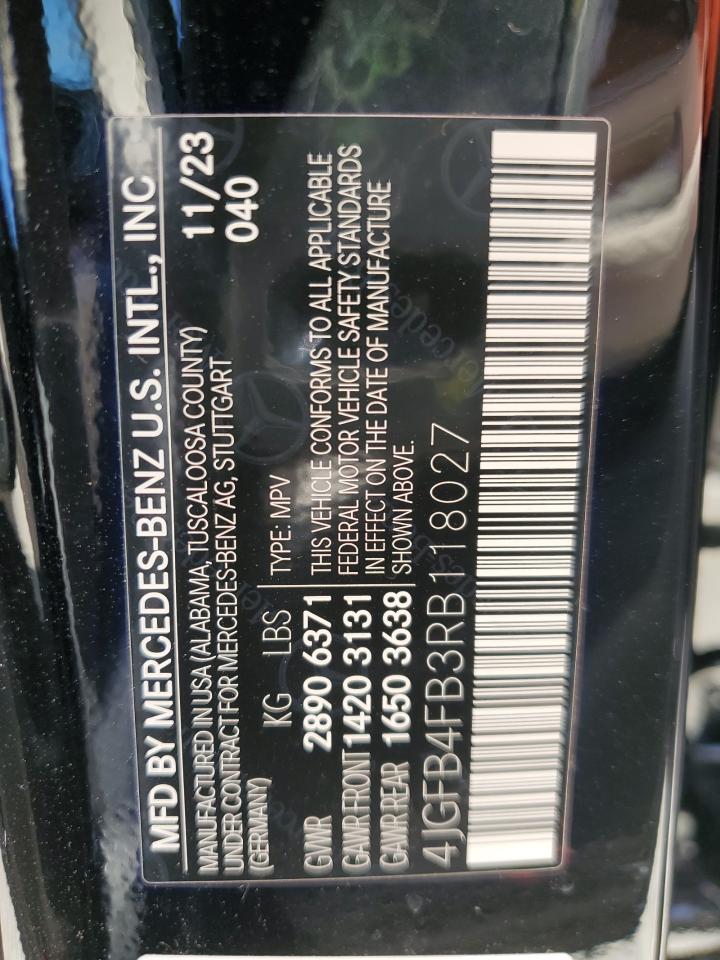 MFD BY MERCEDES-BENZ U.S. INTL., INC
MANUFACTURED IN USA (ALABAMA, TUSCALOOSA COUNTY)
11/23
UNDER CONTRACT FOR MERCEDES-BENZ AG, STUTTGART
040
(GERMANY)
KG LBS TYPE: MPV
GVWR 2890 6371 THIS VEHICLE CONFORMS TO ALL APPLICABLE
GAWR FRONT 1420 3131 FEDERAL MOTOR VEHICLE SAFETY STANDARDS
GAWR REAR 1650 3638 IN EFFECT ON THE DATE OF MANUFACTURE
SHOWN ABOVE.
4JGFB4FB3RB118027